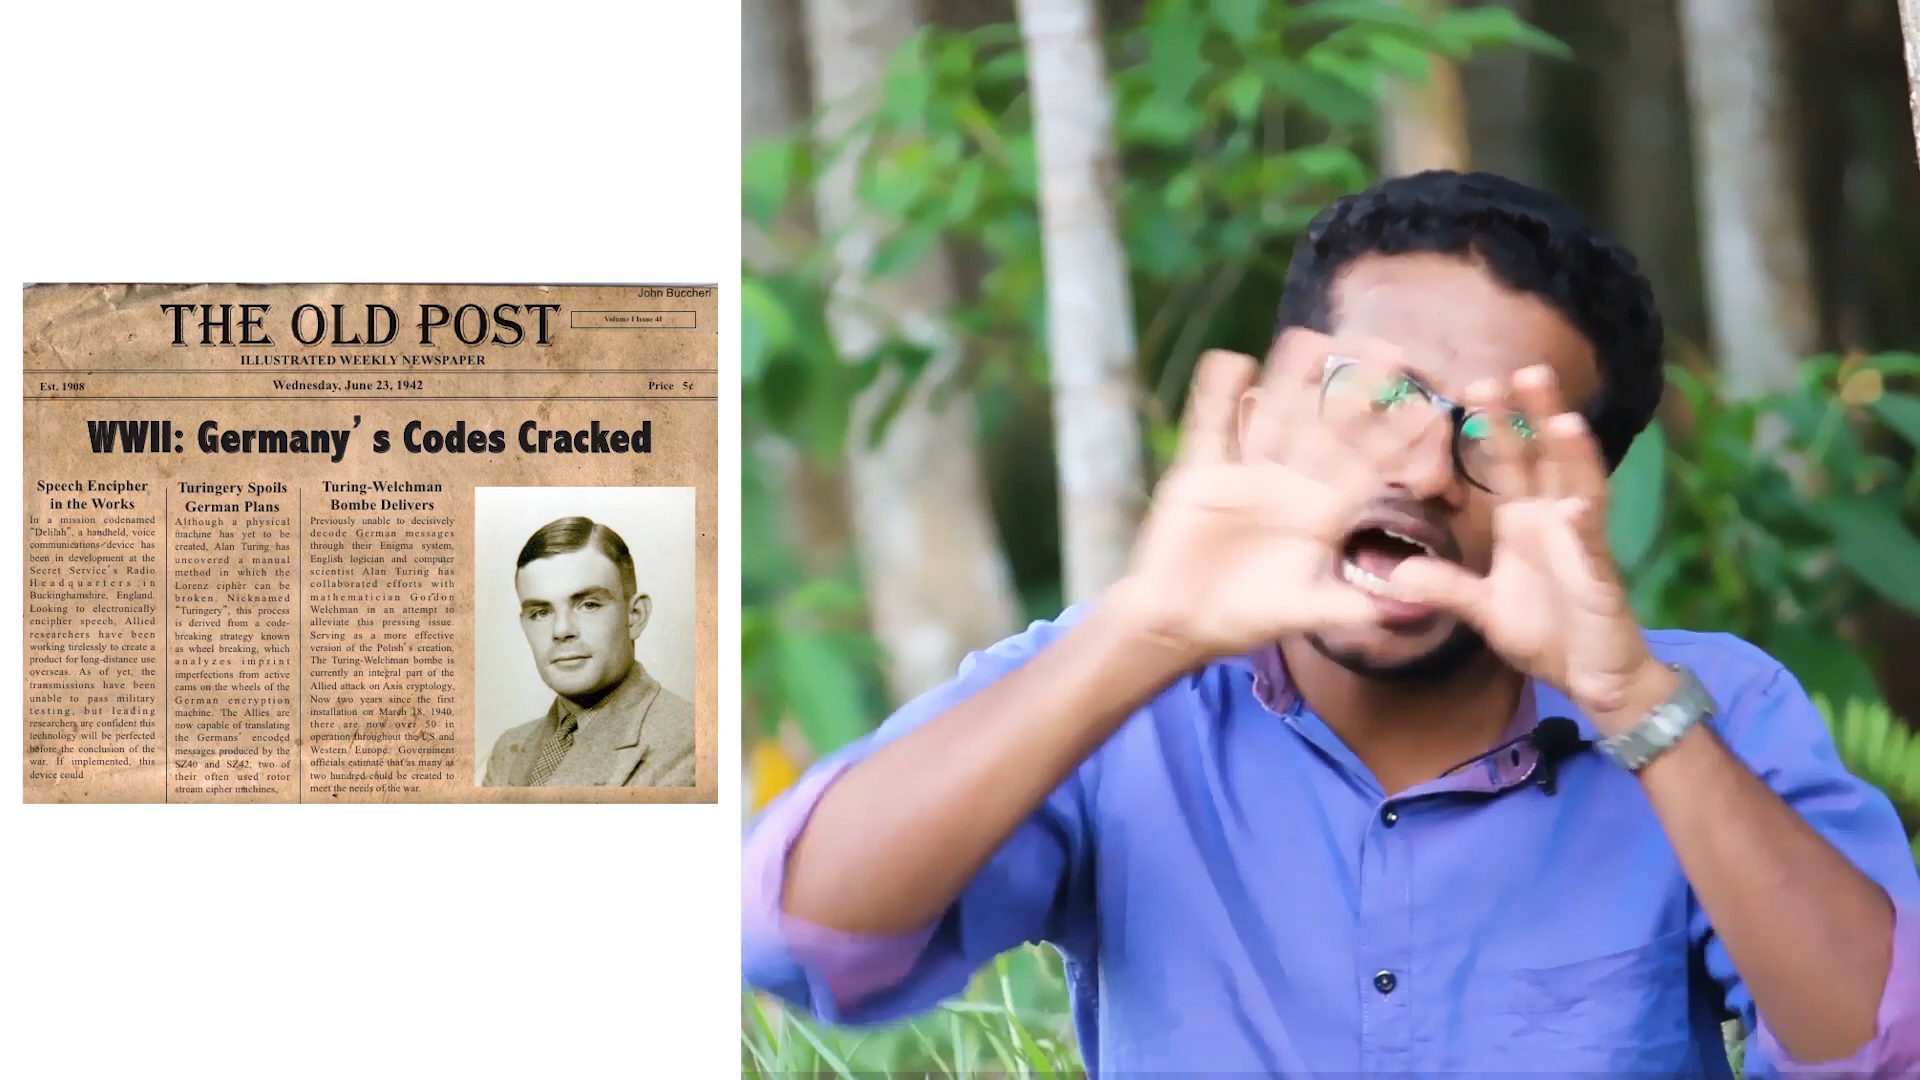 John Buccheri
THE OLD POST
Volume I Issue 41
ILLUSTRATED WEEKLY NEWSPAPER
Est. 1908
Wednesday, June 23, 1942
Price 5¢
WWII: Germany's Codes Cracked
Speech Encipher
in the Works
In a mission codenamed
"Delilah", a handheld, voice
communications device has
been in development at the
Secret Service's Radio
Headquarters in
Buckinghamshire, England.
Looking to electronically
encipher speech, Allied
researchers have been
working tirelessly to create a
product for long-distance use
overseas. As of yet, the
transmissions have been
unable to pass military
testing, but leading
researchers are confident this
technology will be perfected
before the conclusion of the
war. If implemented, this
device could
Turingery Spoils
German Plans
Although a physical
machine has yet to be
created, Alan Turing has
uncovered a manual
method in which the
Lorenz cipher can be
broken. Nicknamed
"Turingery", this process
is derived from a code-
breaking strategy known
as wheel breaking, which
analyzes imprint
imperfections from active
cams on the wheels of the
German encryption
machine. The Allies are
now capable of translating
the Germans' encoded
messages produced by the
SZ40 and SZ42, two of
their often used rotor
stream cipher machines,
Turing-Welchman
Bombe Delivers
Previously unable to decisively
decode German messages
through their Enigma system,
English logician and computer
scientist Alan Turing has
collaborated efforts with
mathematician Gordon
Welchman in an attempt to
alleviate this pressing issue.
Serving as a more effective
version of the Polish's creation,
The Turing-Welchman bombe is
currently an integral part of the
Allied attack on Axis cryptology.
Now two years since the first
installation on March 18, 1940,
there are now over 50 in
operation throughout the US and
Western Europe. Government
officials estimate that as many as
two hundred could be created to
meet the needs of the war.